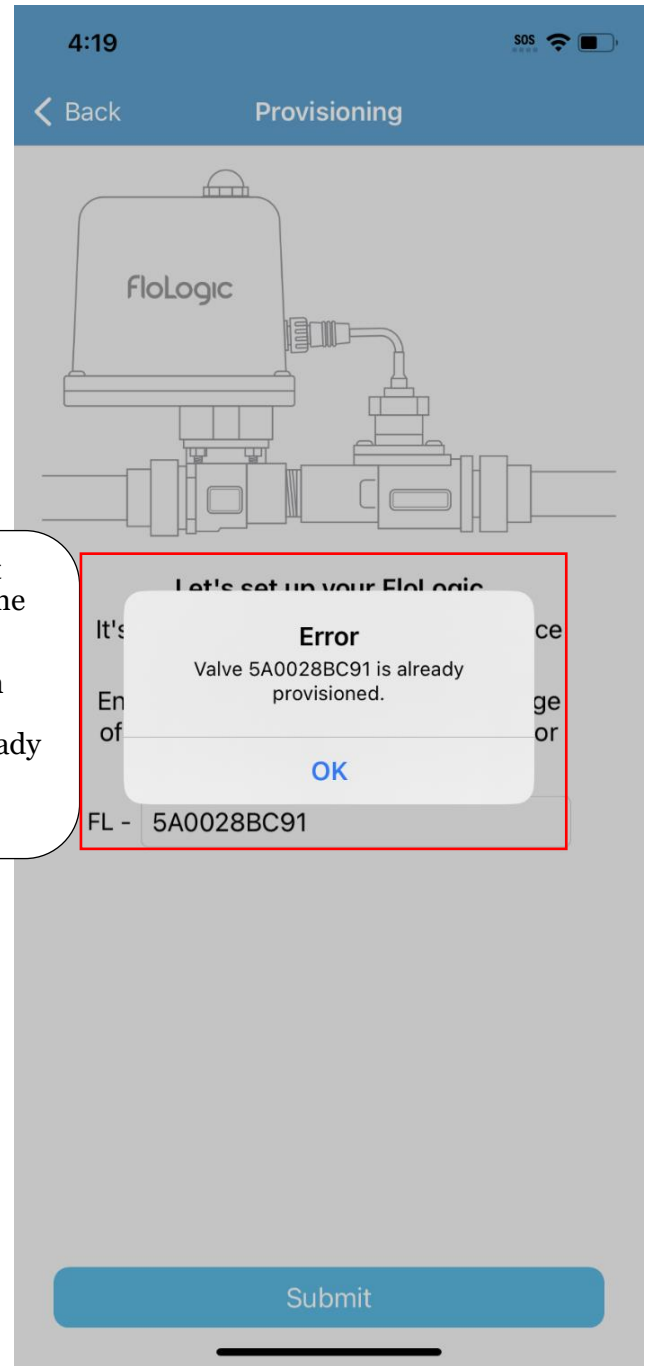 4:19
SOS
Back
Provisioning
FloLogic
Let's set up your FloLogic
he
It's
ce
Error
Valve 5A0028BC91 is already
provisioned.
En
ge
of
or
ady
OK
FL - 5A0028BC91
Submit